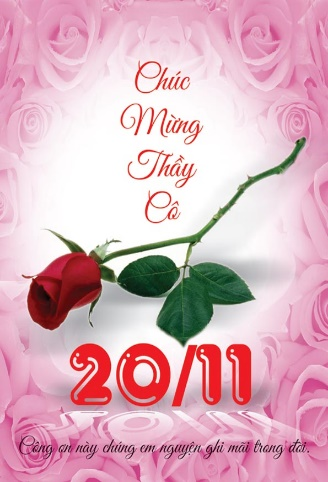 Chúc
Mừng
Thầy
Cô
20/11
Công ơn này chúng em nguyện ghi mãi trong đời.